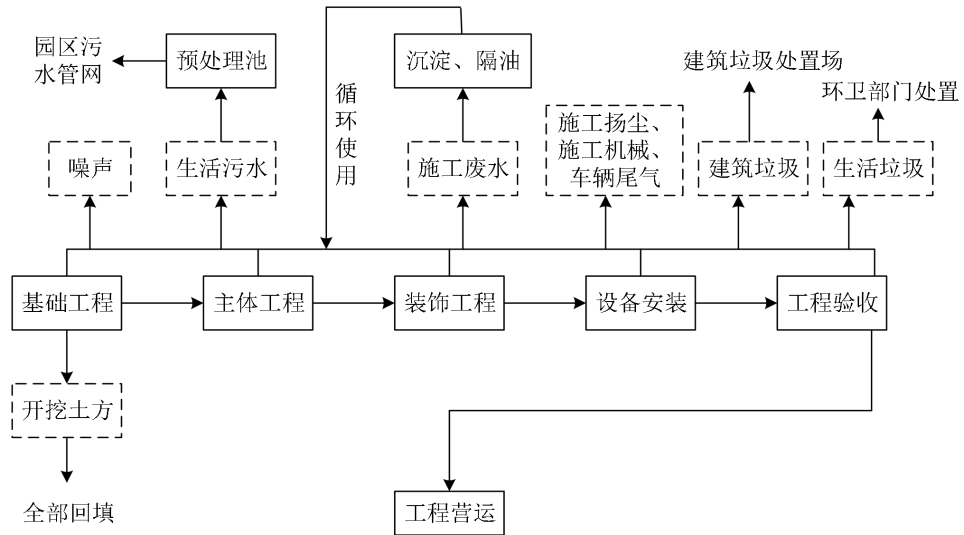 园区污
水管网
预处理池
循环使用
沉淀、隔油
建筑垃圾处置场
环卫部门处置
噪声
生活污水
施工废水
施工扬尘、
施工机械、
车辆尾气
建筑垃圾
生活垃圾
基础工程
主体工程
装饰工程
设备安装
工程验收
开挖土方
全部回填
工程营运